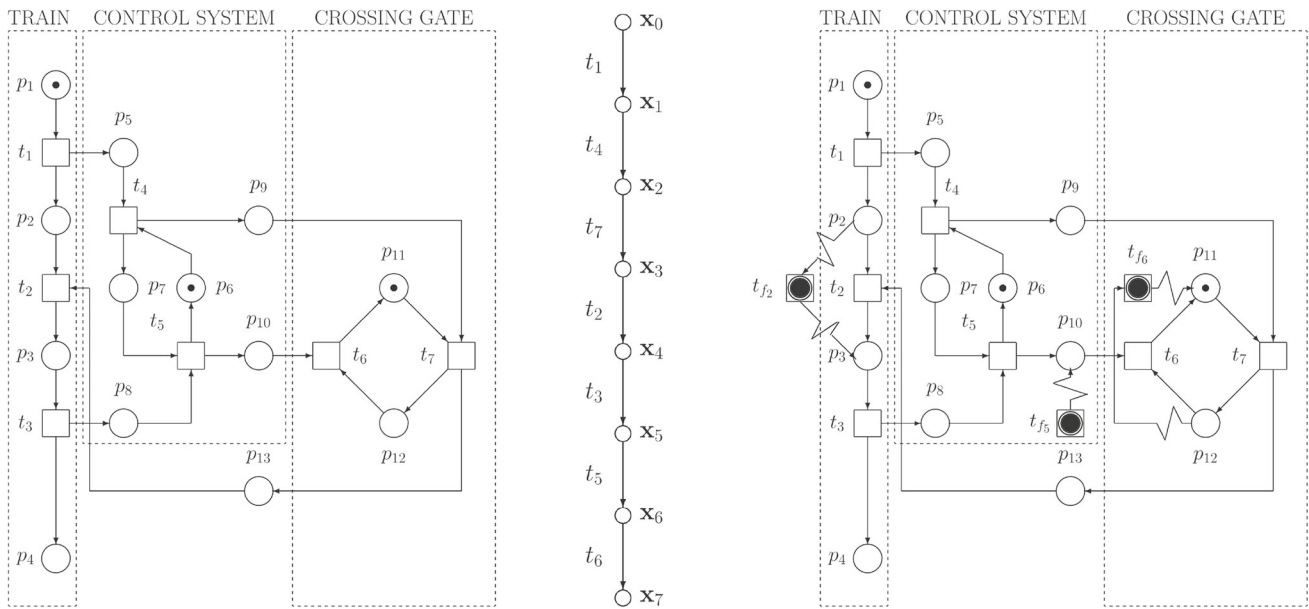 TRAIN CONTROL SYSTEM CROSSING GATE
p₁
p₅
t₁
t₄
p₉
p₂
p₁₁
t₂
p₇
p₆
t₅
p₁₀
p₃
t₆
t₇
p₈
t₃
p₁₃
p₁₂
p₄
x₀
t₁
x₁
t₄
x₂
t₇
x₃
t₂
x₄
t₃
x₅
t₅
x₆
t₆
x₇
TRAIN CONTROL SYSTEM CROSSING GATE
p₁
p₅
t₁
t₄
p₉
p₂
t_f₆
p₁₁
t_f₂
t₂
p₇
p₆
t₅
p₁₀
p₃
t₆
t₇
p₈
t₃
t_f₅
p₁₃
p₁₂
p₄